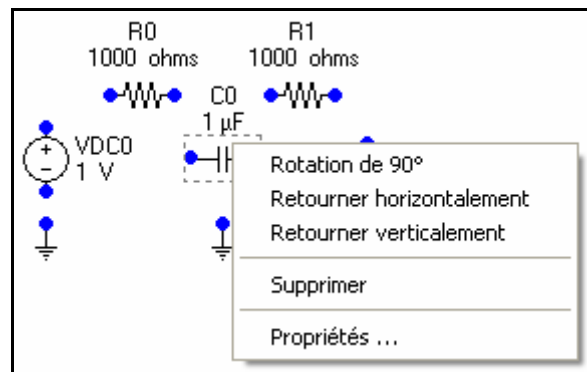 R0
1000 ohms
R1
1000 ohms
C0
1 µF
VDC0
1 V
Rotation de 90°
Retourner horizontalement
Retourner verticalement
Supprimer
Propriétés ...